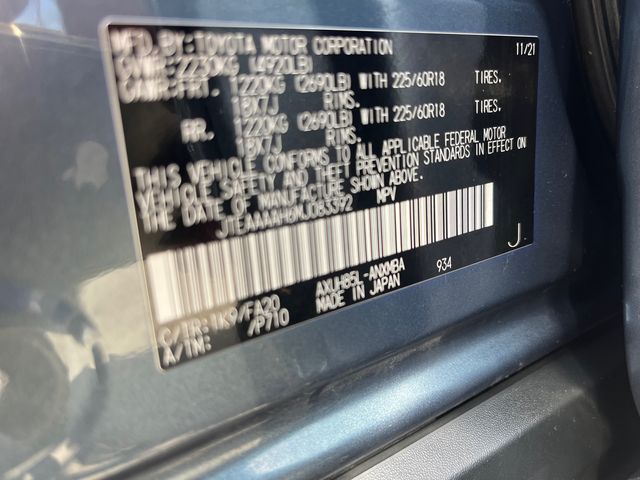 MFD.BY:TOYOTA MOTOR CORPORATION 11/21
GVWR:2230KG (4920LB)
GAWR:FRT. 1220KG (2690LB) WITH 225/60R18 TIRES.
18X7J RIMS.
RR. 1220KG (2690LB) WITH 225/60R18 TIRES.
18X7J RIMS.
THIS VEHICLE CONFORMS TO ALL APPLICABLE FEDERAL MOTOR
VEHICLE SAFETY AND THEFT PREVENTION STANDARDS IN EFFECT ON
THE DATE OF MANUFACTURE SHOWN ABOVE.
MPV
J
C/TR:1K9/FA20 AXUH85L-ANXMBA 934
A/TM: /P710 MADE IN JAPAN